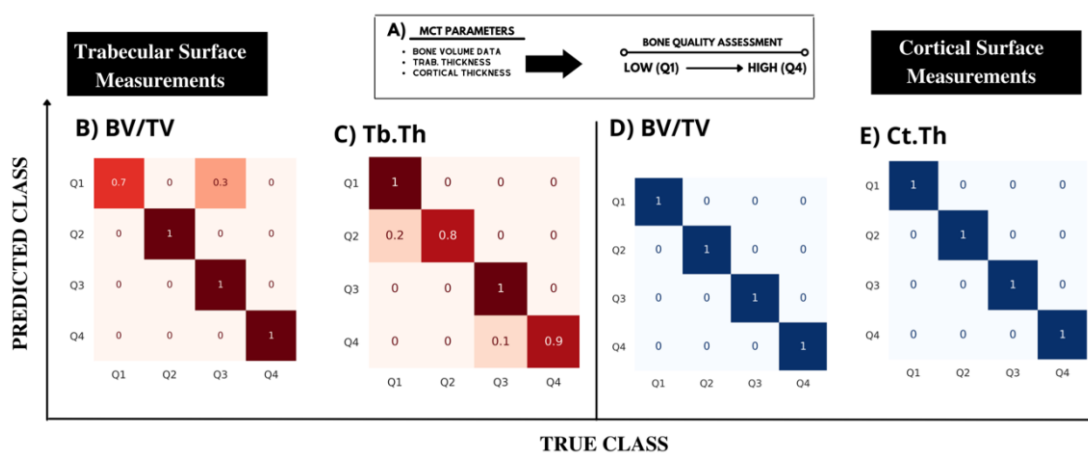 Trabecular Surface
Measurements
A) MCT PARAMETERS
• BONE VOLUME DATA
• TRAB. THICKNESS
• CORTICAL THICKNESS
BONE QUALITY ASSESSMENT
LOW (Q1) HIGH (Q4)
Cortical Surface
Measurements
PREDICTED CLASS
B) BV/TV
Q1 0.7 0 0.3 0
Q2 0 1 0 0
Q3 0 0 1 0
Q4 0 0 0 1
Q1 Q2 Q3 Q4
C) Tb.Th
Q1 1 0 0 0
Q2 0.2 0.8 0 0
Q3 0 0 1 0
Q4 0 0 0.1 0.9
Q1 Q2 Q3 Q4
D) BV/TV
Q1 1 0 0 0
Q2 0 1 0 0
Q3 0 0 1 0
Q4 0 0 0 1
Q1 Q2 Q3 Q4
E) Ct.Th
Q1 1 0 0 0
Q2 0 1 0 0
Q3 0 0 1 0
Q4 0 0 0 1
Q1 Q2 Q3 Q4
TRUE CLASS